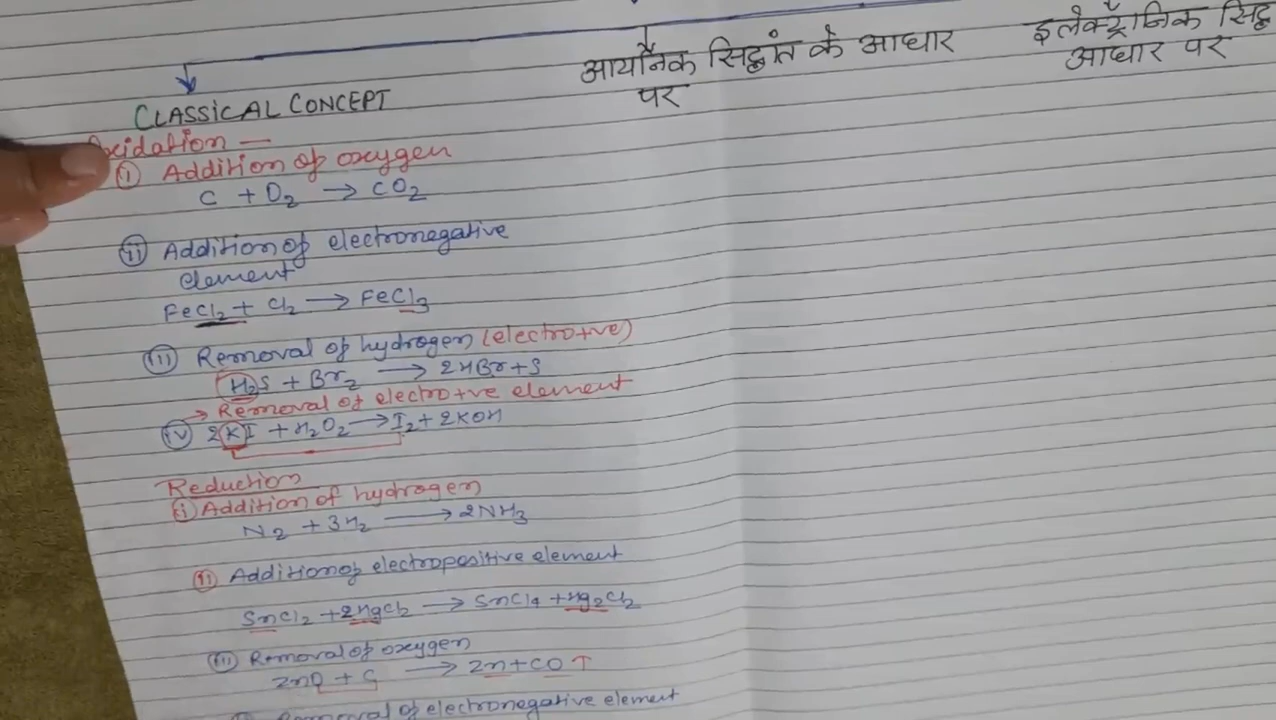 CLASSICAL CONCEPT
Oxidation —
(i) Addition of oxygen
C + O₂ → CO₂
(ii) Addition of electronegative
element
FeCl₂ + Cl₂ → FeCl₃
(iii) Removal of hydrogen (electro+ve)
H₂S + Br₂ → 2HBr + S
→ Removal of electro+ve element
(iv) 2KI + H₂O₂ → I₂ + 2KOH
Reduction
(i) Addition of hydrogen
N₂ + 3H₂ → 2NH₃
(ii) Addition of electropositive element
SnCl₂ + 2HgCl₂ → SnCl₄ + Hg₂Cl₂
(iii) Removal of oxygen
ZnO + C → Zn + CO ↑
Removal of electronegative element
आयनिक सिद्धांत के आधार
पर
इलेक्ट्रॉनिक
आधार पर